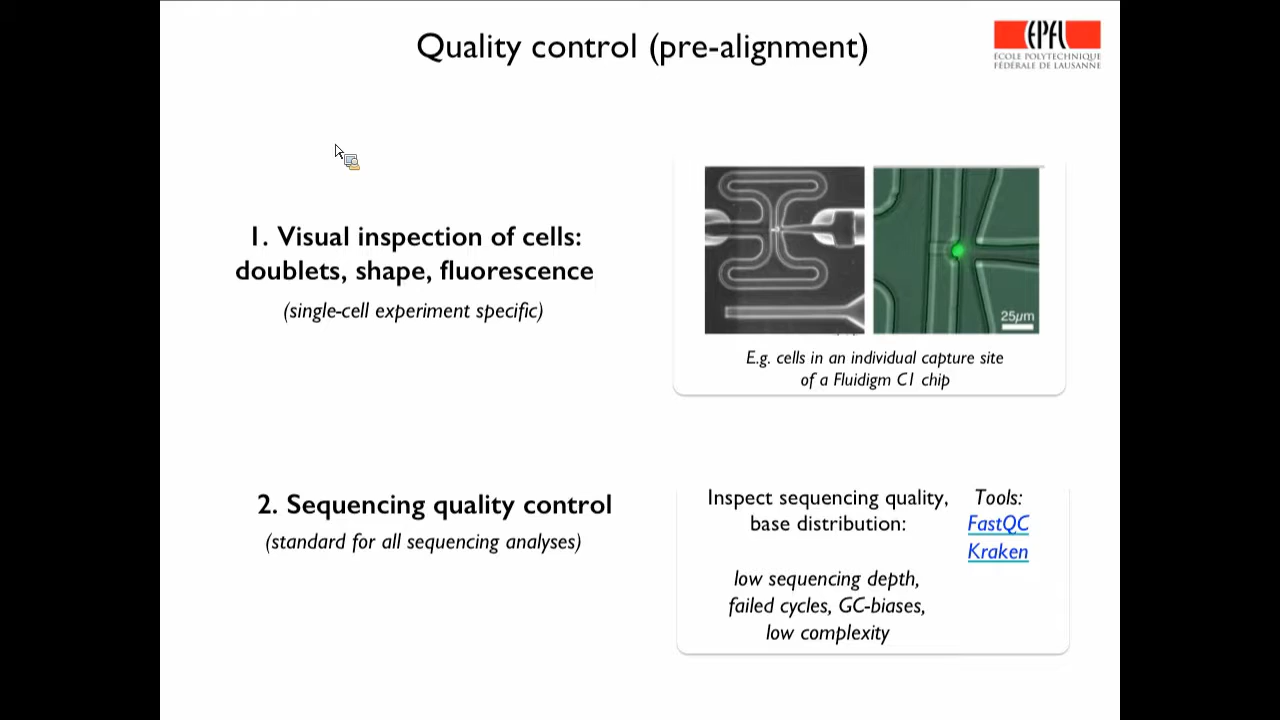 Quality control (pre-alignment)
EPFL
ÉCOLE POLYTECHNIQUE
FÉDÉRALE DE LAUSANNE
1. Visual inspection of cells:
doublets, shape, fluorescence
(single-cell experiment specific)
25µm
E.g. cells in an individual capture site
of a Fluidigm C1 chip
2. Sequencing quality control
(standard for all sequencing analyses)
Inspect sequencing quality,
base distribution:
low sequencing depth,
failed cycles, GC-biases,
low complexity
Tools:
FastQC
Kraken